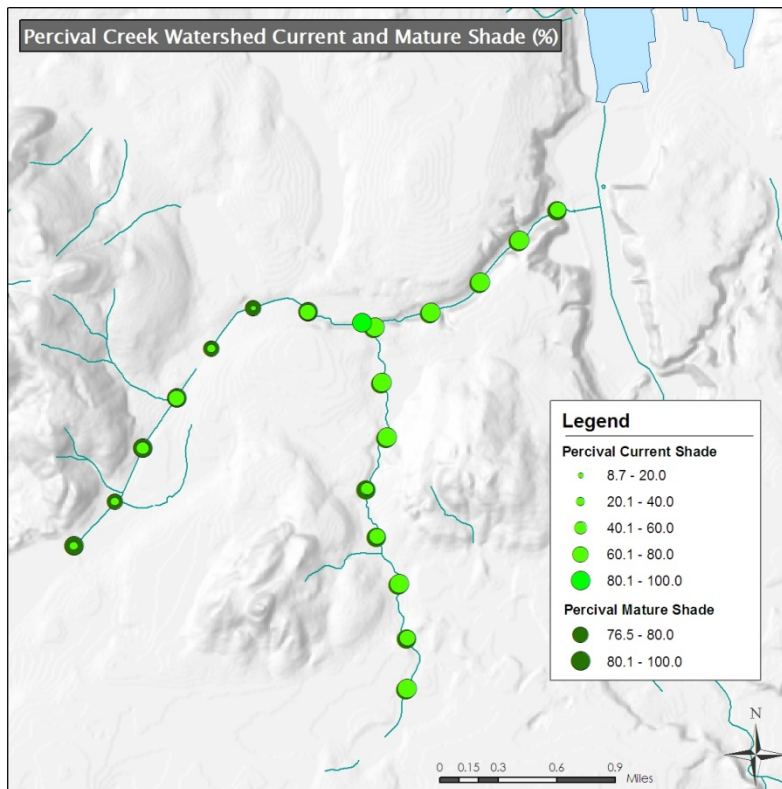 Percival Creek Watershed Current and Mature Shade (%)
Legend
Percival Current Shade
8.7 - 20.0
20.1 - 40.0
40.1 - 60.0
60.1 - 80.0
80.1 - 100.0
Percival Mature Shade
76.5 - 80.0
80.1 - 100.0
N
0 0.15 0.3 0.6 0.9
Miles